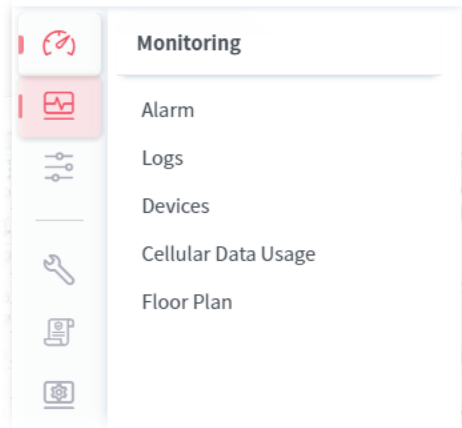 Monitoring
Alarm
Logs
Devices
Cellular Data Usage
Floor Plan